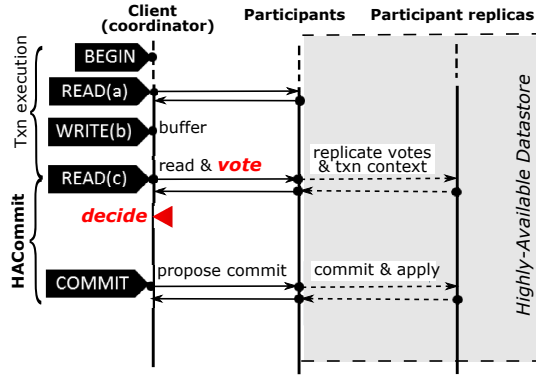 Client
(coordinator)
Participants
Participant replicas
Txn execution
BEGIN
READ(a)
WRITE(b)
buffer
READ(c)
read & vote
replicate votes
& txn context
decide
HACommit
COMMIT
propose commit
commit & apply
Highly-Available Datastore